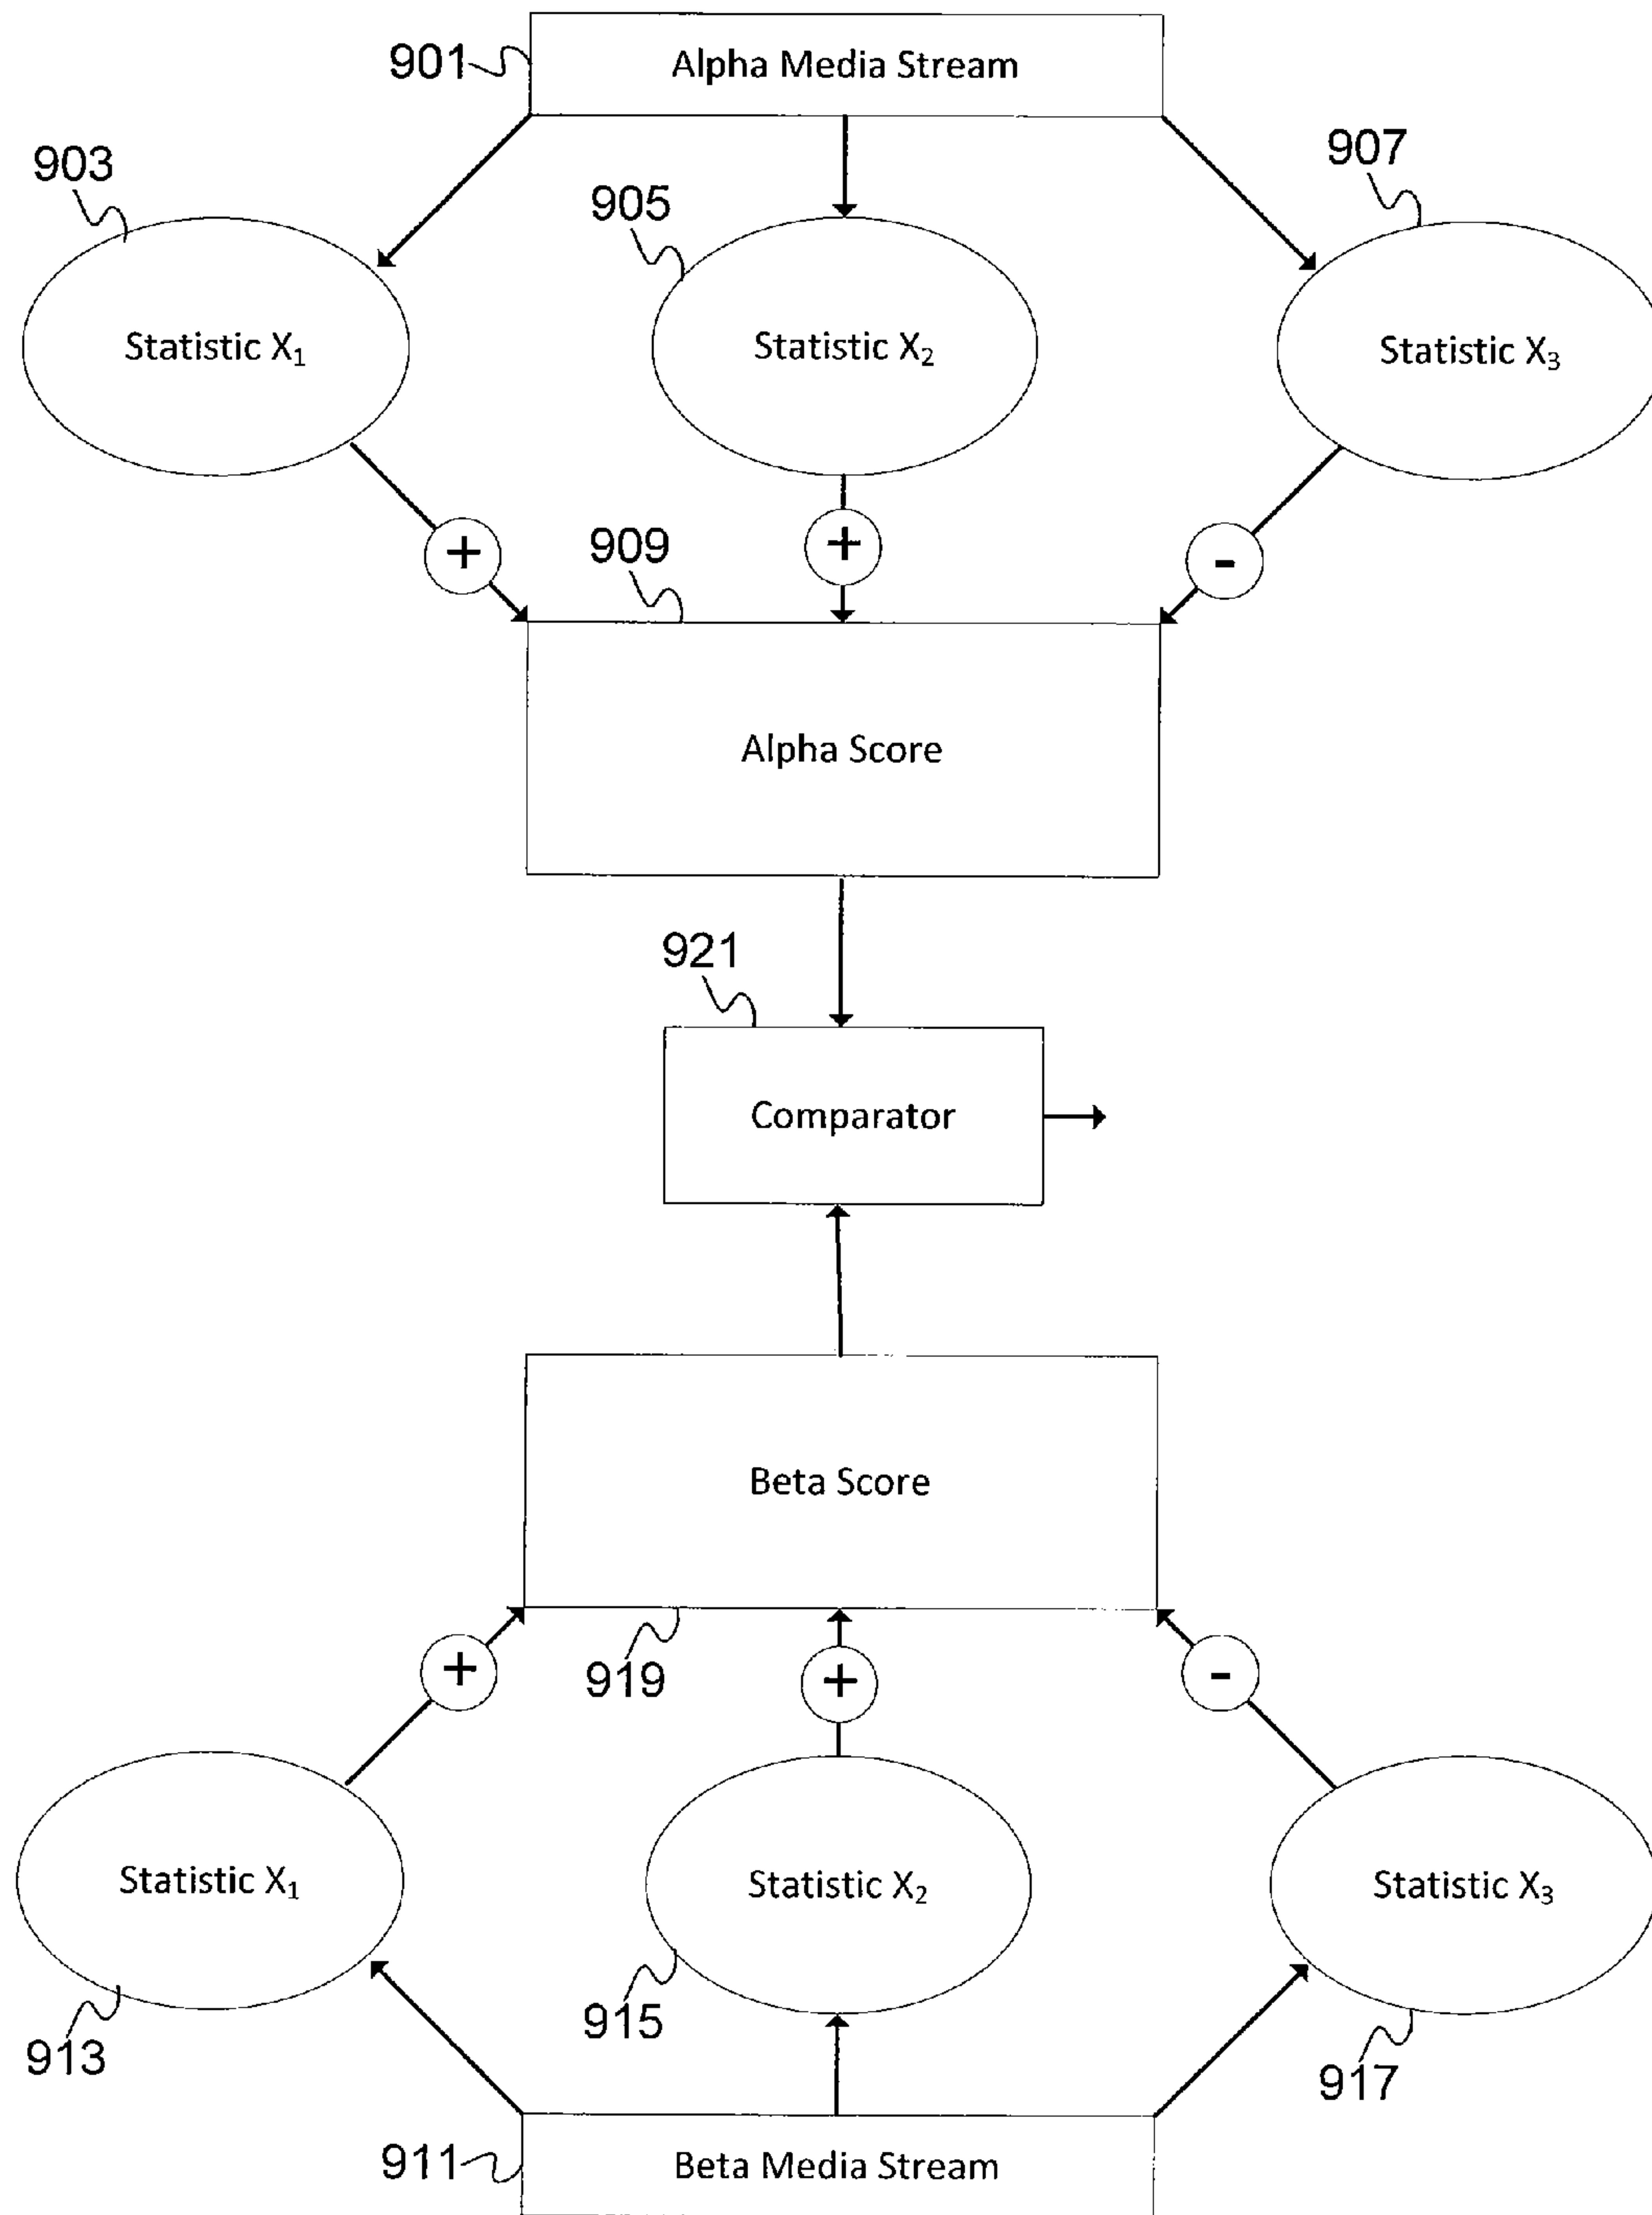 901
Alpha Media Stream
903
907
905
Statistic X₁
Statistic X₂
Statistic X₃
+
+
-
909
Alpha Score
921
Comparator
Beta Score
+
+
-
919
Statistic X₁
Statistic X₂
Statistic X₃
915
913
917
911
Beta Media Stream